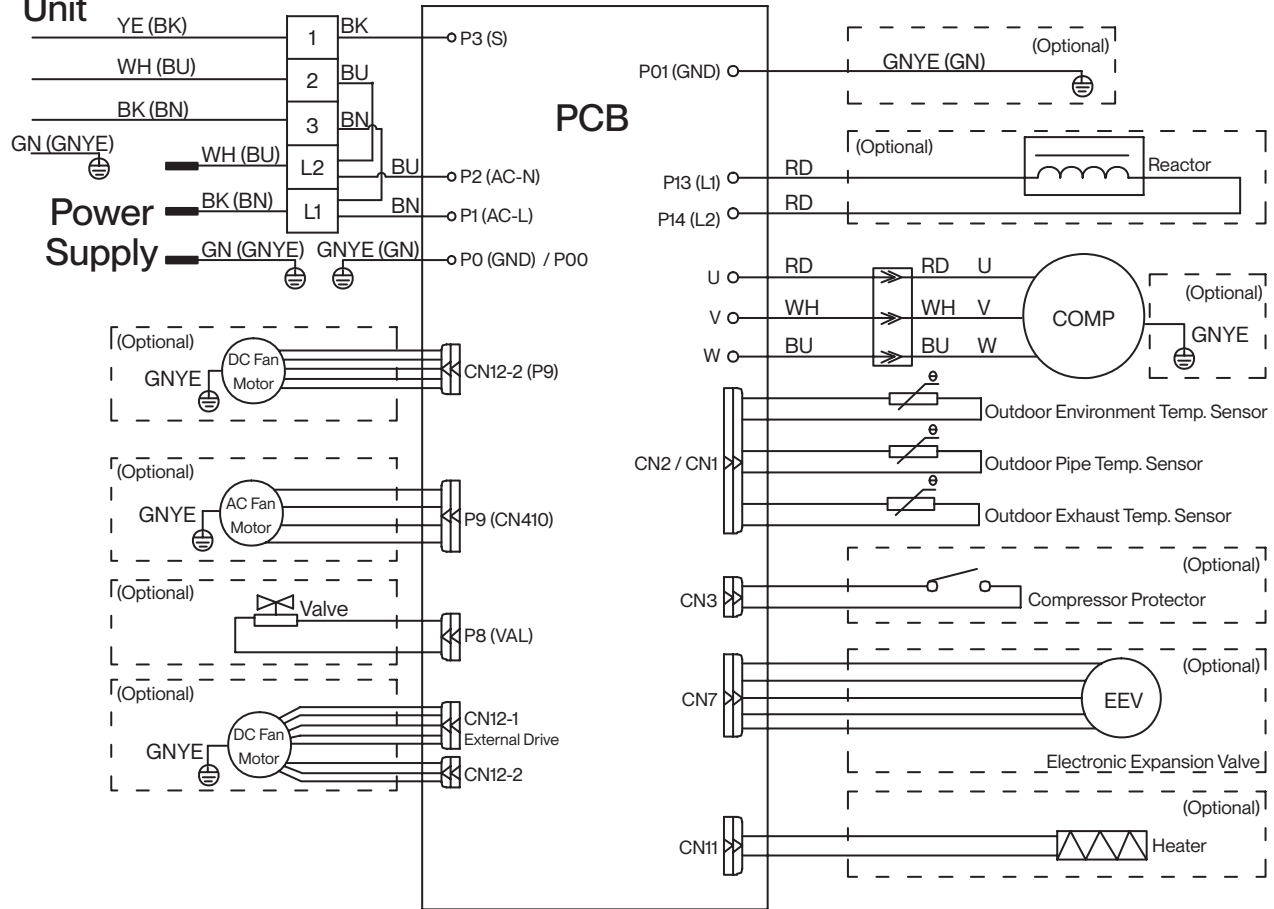 Unit
YE (BK)
1
BK
P3 (S)
WH (BU)
2
BU
BK (BN)
3
BN
GN (GNYE)
WH (BU)
L2
BU
P2 (AC-N)
Power
Supply
BK (BN)
L1
BN
P1 (AC-L)
GN (GNYE)
GNYE (GN)
P0 (GND) / P00
(Optional)
DC Fan
Motor
GNYE
CN12-2 (P9)
(Optional)
AC Fan
Motor
GNYE
P9 (CN410)
(Optional)
Valve
P8 (VAL)
(Optional)
DC Fan
Motor
GNYE
CN12-1
External Drive
CN12-2
PCB
P01 (GND)
GNYE (GN)
(Optional)
(Optional)
Reactor
P13 (L1)
RD
P14 (L2)
RD
U
RD
RD
U
V
WH
WH
V
W
BU
BU
W
COMP
(Optional)
GNYE
CN2 / CN1
θ
Outdoor Environment Temp. Sensor
θ
Outdoor Pipe Temp. Sensor
θ
Outdoor Exhaust Temp. Sensor
(Optional)
CN3
Compressor Protector
(Optional)
CN7
EEV
Electronic Expansion Valve
(Optional)
CN11
Heater